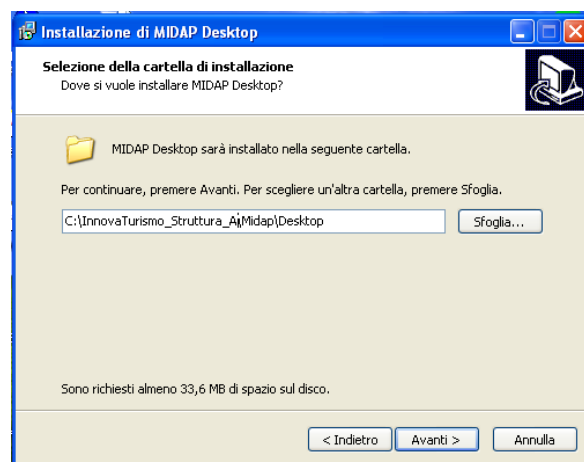 Installazione di MIDAP Desktop
Selezione della cartella di installazione
Dove si vuole installare MIDAP Desktop?
MIDAP Desktop sarà installato nella seguente cartella.
Per continuare, premere Avanti. Per scegliere un'altra cartella, premere Sfoglia.
C:\InnovaTurismo_Struttura_A\Midap\Desktop
Sfoglia...
Sono richiesti almeno 33,6 MB di spazio sul disco.
< Indietro
Avanti >
Annulla